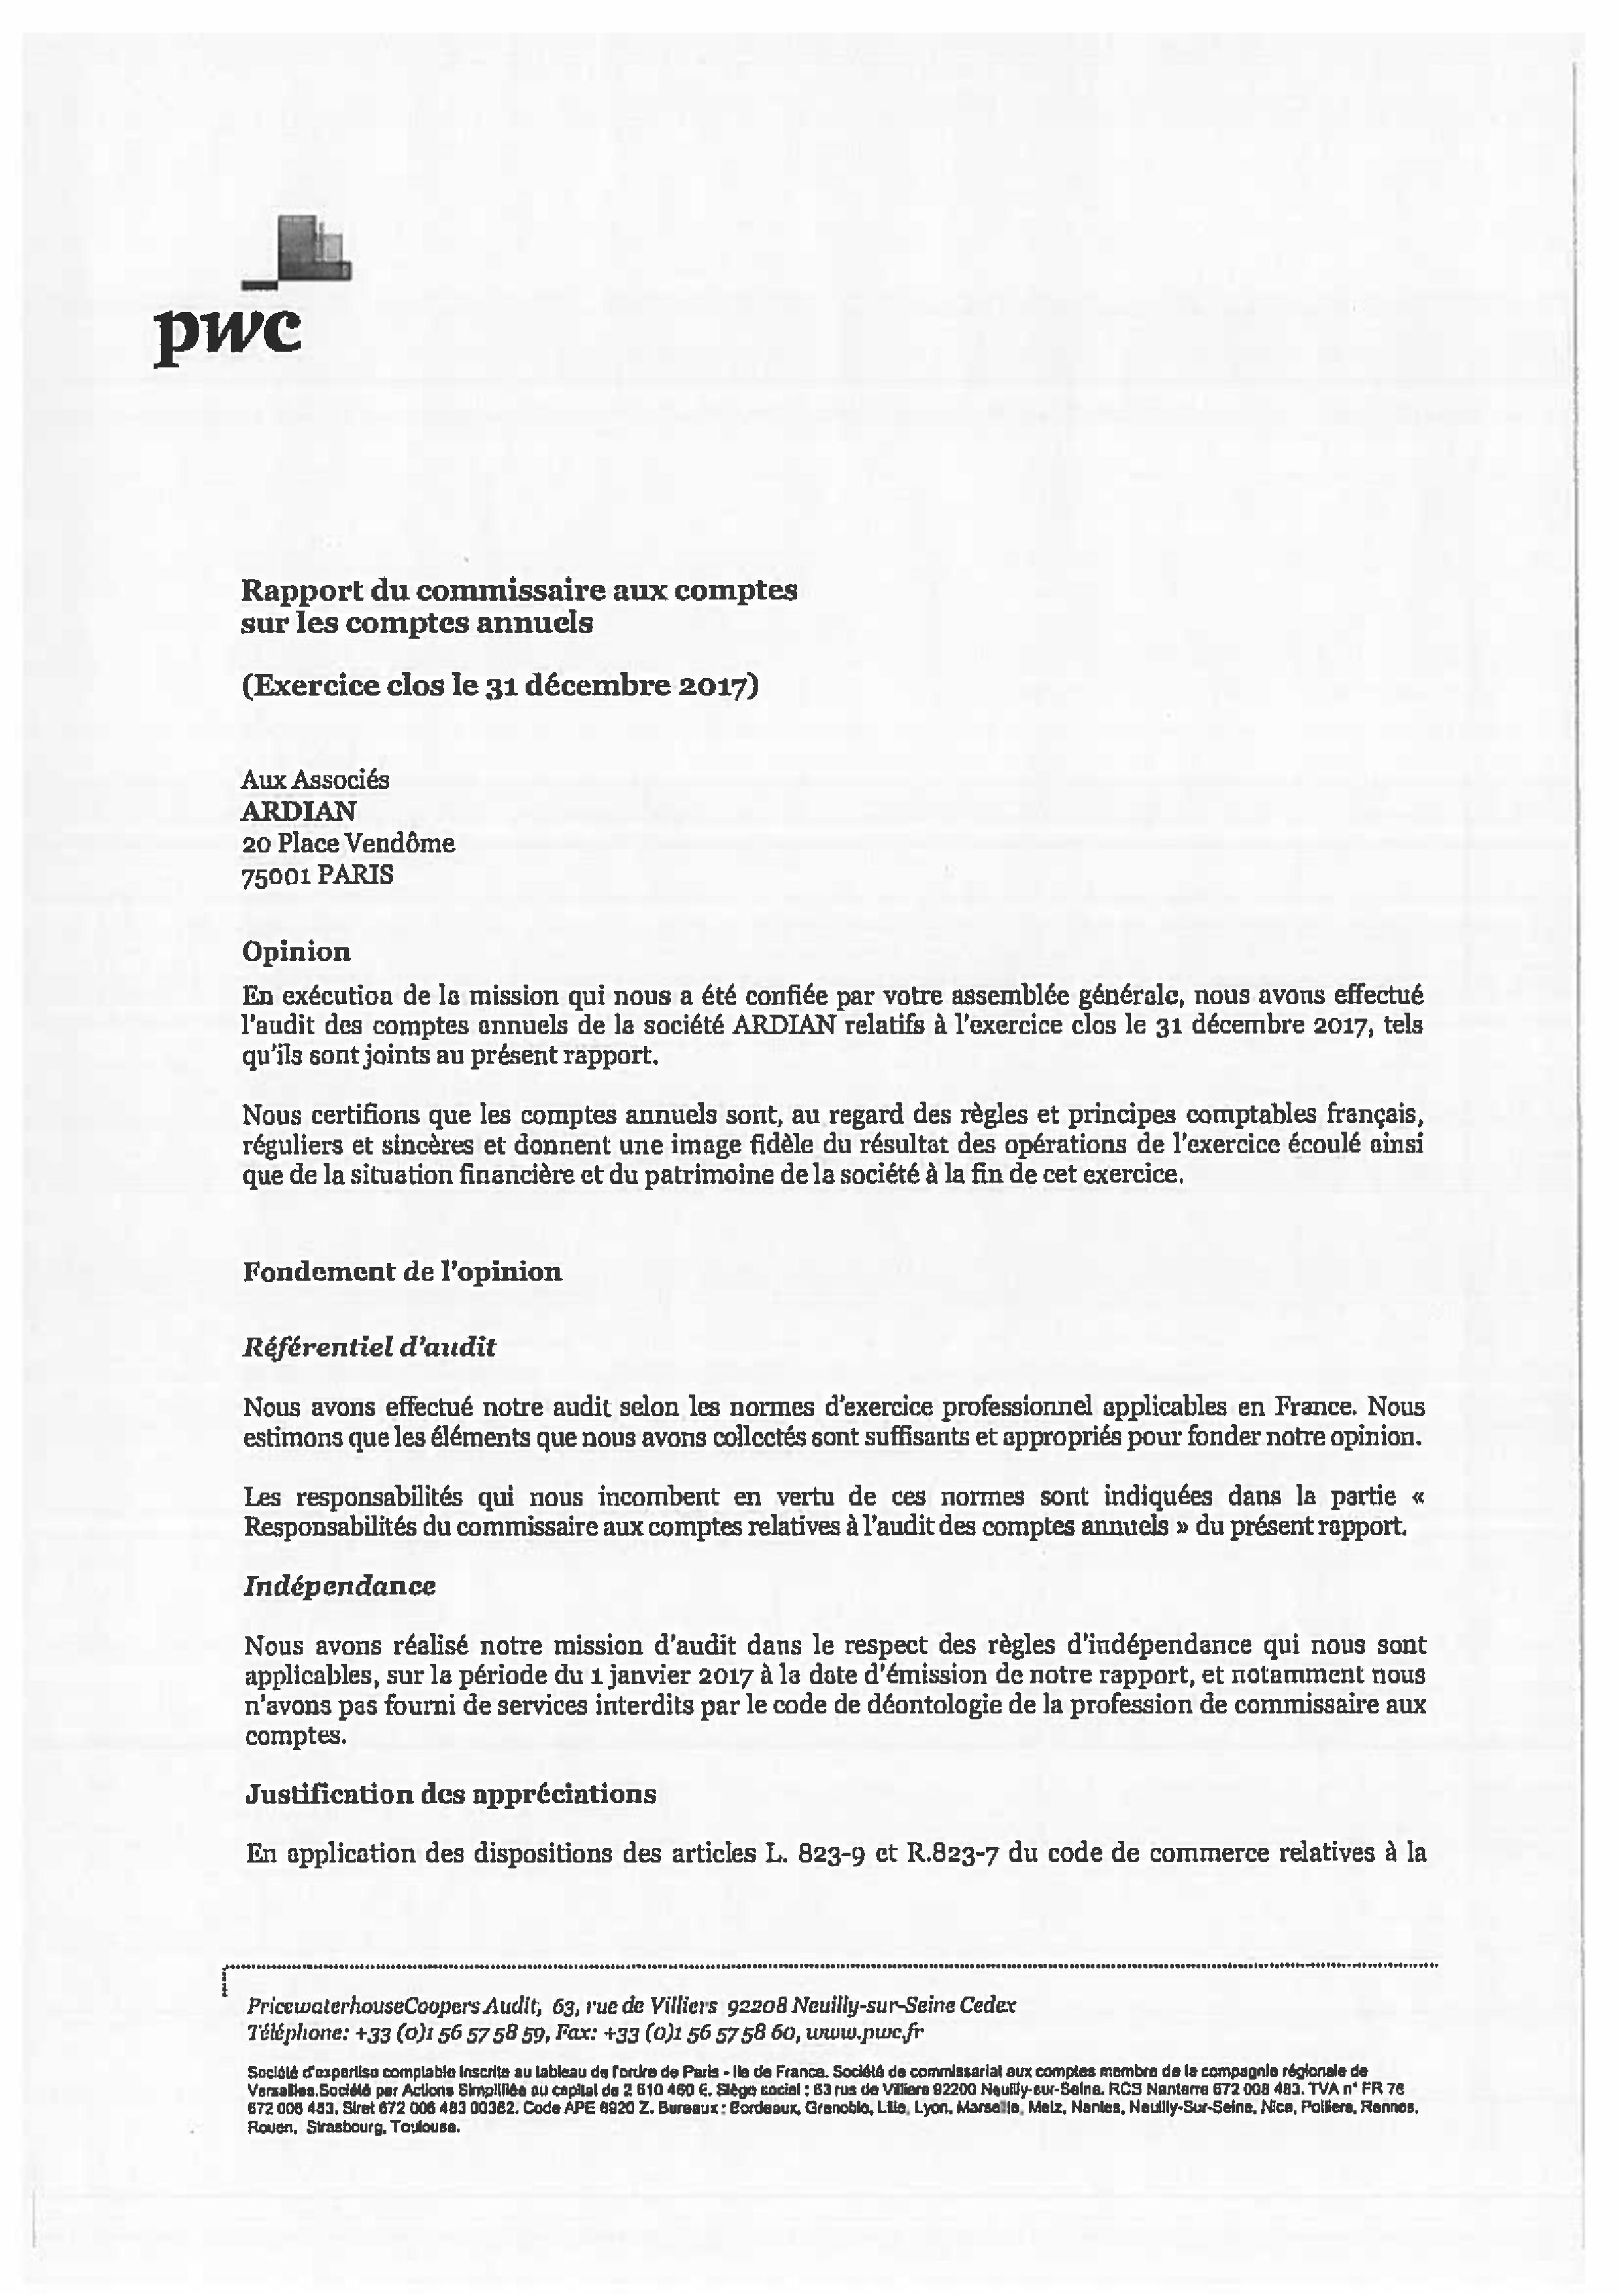 pwc
Rapport du commissaire aux comptes
sur les comptes annuels
(Exercice clos le 31 décembre 2017)
Aux Associés
ARDIAN
20 Place Vendôme
75001 PARIS
Opinion
En exécution de la mission qui nous a été confiée par votre assemblée générale, nous avons effectué
l'audit des comptes annuels de la société ARDIAN relatifs à l'exercice clos le 31 décembre 2017, tels
qu'ils sont joints au présent rapport.
Nous certifions que les comptes annuels sont, au regard des règles et principes comptables français,
réguliers et sincères et donnent une image fidèle du résultat des opérations de l'exercice écoulé ainsi
que de la situation financière et du patrimoine de la société à la fin de cet exercice.
Fondement de l'opinion
Référentiel d'audit
Nous avons effectué notre audit selon les normes d'exercice professionnel applicables en France. Nous
estimons que les éléments que nous avons collectés sont suffisants et appropriés pour fonder notre opinion.
Les responsabilités qui nous incombent en vertu de ces normes sont indiquées dans la partie «
Responsabilités du commissaire aux comptes relatives à l'audit des comptes annuels » du présent rapport.
Indépendance
Nous avons réalisé notre mission d'audit dans le respect des règles d'indépendance qui nous sont
applicables, sur la période du 1 janvier 2017 à la date d'émission de notre rapport, et notamment nous
n'avons pas fourni de services interdits par le code de déontologie de la profession de commissaire aux
comptes.
Justification des appréciations
En application des dispositions des articles L. 823-9 et R.823-7 du code de commerce relatives à la
PricewaterhouseCoopers Audit, 63, rue de Villiers 92208 Neuilly-sur-Seine Cedex
Téléphone: +33 (0)1 56 57 58 59, Fax: +33 (0)1 56 57 58 60, www.pwc.fr
Société d'expertise comptable inscrite au tableau de l'ordre de Paris - Ile de France. Société de commissariat aux comptes membre de la compagnie régionale de
Versailles.Société par Actions Simplifiée au capital de 2 510 460 €. Siège social : 63 rue de Villiers 92200 Neuilly-sur-Seine. RCS Nanterre 672 006 483. TVA n° FR 76
672 006 483. Siret 672 006 483 00362. Code APE 6920 Z. Bureaux : Bordeaux, Grenoble, Lille, Lyon, Marseille, Metz, Nantes, Neuilly-Sur-Seine, Nice, Poitiers, Rennes,
Rouen, Strasbourg, Toulouse.